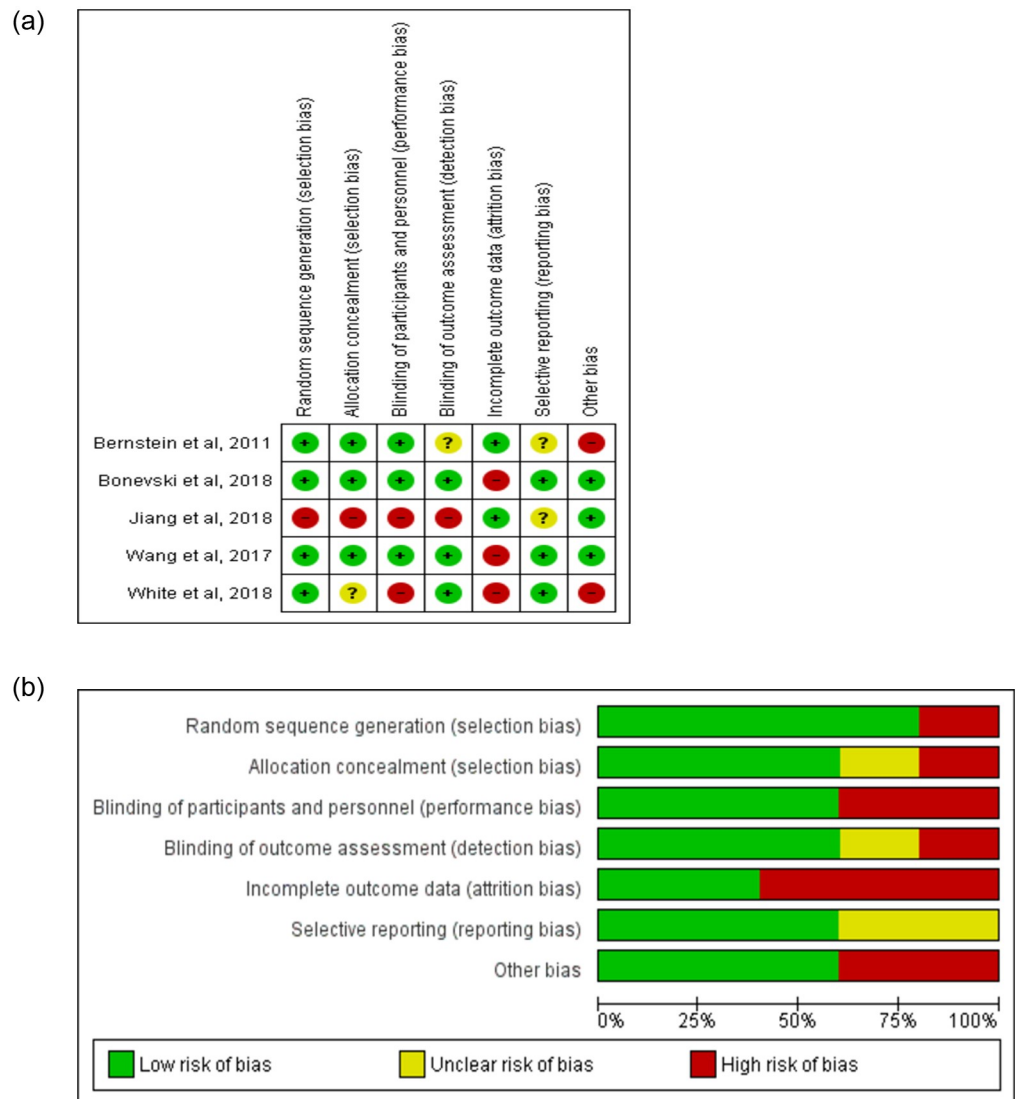 (a)
Random sequence generation (selection bias)
Allocation concealment (selection bias)
Blinding of participants and personnel (performance bias)
Blinding of outcome assessment (detection bias)
Incomplete outcome data (attrition bias)
Selective reporting (reporting bias)
Other bias
Bernstein et al, 2011 + + + ? + ? -
Bonevski et al, 2018 + + + + - + +
Jiang et al, 2018 - - - - + ? +
Wang et al, 2017 + + + + - + +
White et al, 2018 + ? - + - + -
(b)
Random sequence generation (selection bias)
Allocation concealment (selection bias)
Blinding of participants and personnel (performance bias)
Blinding of outcome assessment (detection bias)
Incomplete outcome data (attrition bias)
Selective reporting (reporting bias)
Other bias
0% 25% 50% 75% 100%
Low risk of bias Unclear risk of bias High risk of bias